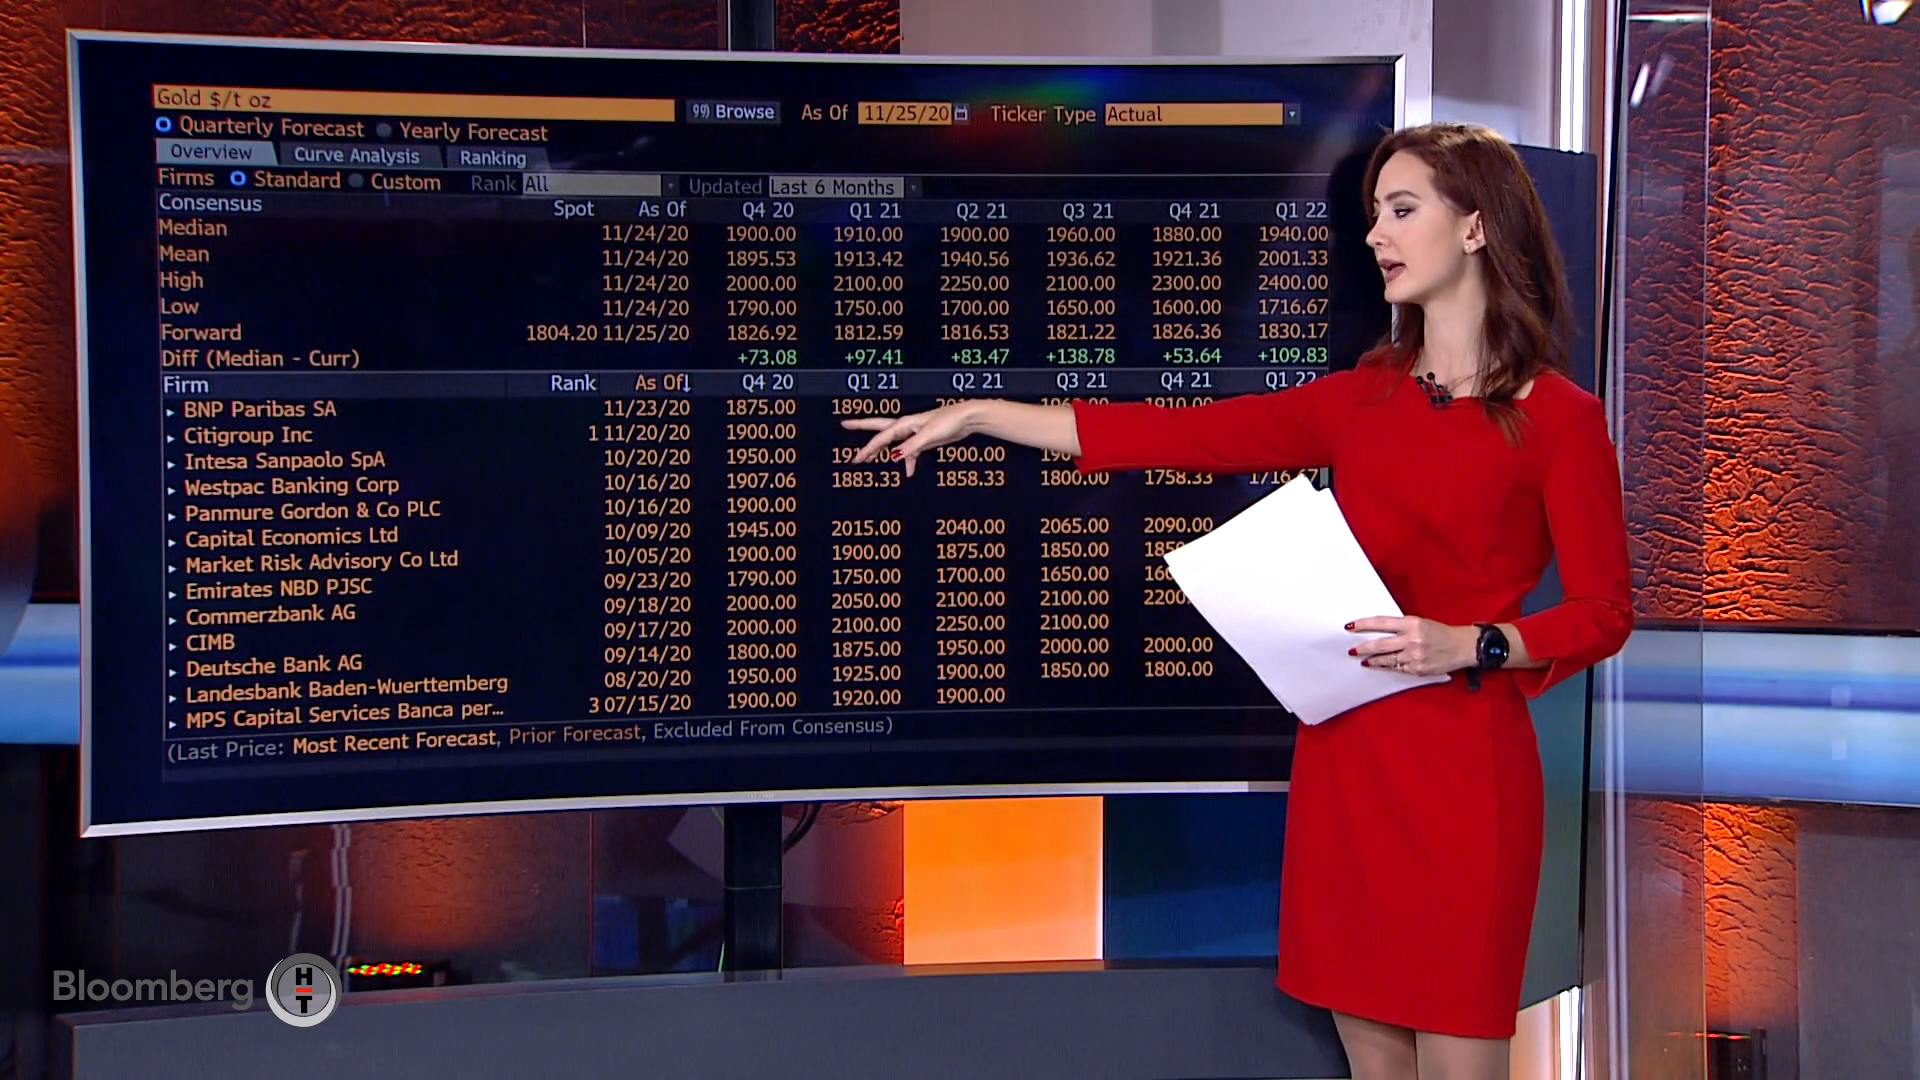 Gold $/t oz 99) Browse As Of 11/25/20 Ticker Type Actual
Quarterly Forecast Yearly Forecast
Overview Curve Analysis Ranking
Firms Standard Custom Rank All Updated Last 6 Months
Consensus Spot As Of Q4 20 Q1 21 Q2 21 Q3 21 Q4 21 Q1 22
Median 11/24/20 1900.00 1910.00 1900.00 1960.00 1880.00 1940.00
Mean 11/24/20 1895.53 1913.42 1940.56 1936.62 1921.36 2001.33
High 11/24/20 2000.00 2100.00 2250.00 2100.00 2300.00 2400.00
Low 11/24/20 1790.00 1750.00 1700.00 1650.00 1600.00 1716.67
Forward 1804.20 11/25/20 1826.92 1812.59 1816.53 1821.22 1826.36 1830.17
Diff (Median - Curr) +73.08 +97.41 +83.47 +138.78 +53.64 +109.83
Firm Rank As Of↓ Q4 20 Q1 21 Q2 21 Q3 21 Q4 21 Q1 22
BNP Paribas SA 11/23/20 1875.00 1890.00 1910.00
Citigroup Inc 1 11/20/20 1900.00
Intesa Sanpaolo SpA 10/20/20 1950.00 1900.00
Westpac Banking Corp 10/16/20 1907.06 1883.33 1858.33 1800.00 1758.33 1716.67
Panmure Gordon & Co PLC 10/16/20 1900.00
Capital Economics Ltd 10/09/20 1945.00 2015.00 2040.00 2065.00 2090.00
Market Risk Advisory Co Ltd 10/05/20 1900.00 1900.00 1875.00 1850.00
Emirates NBD PJSC 09/23/20 1790.00 1750.00 1700.00 1650.00
Commerzbank AG 09/18/20 2000.00 2050.00 2100.00 2100.00 2200.
CIMB 09/17/20 2000.00 2100.00 2250.00 2100.00
Deutsche Bank AG 09/14/20 1800.00 1875.00 1950.00 2000.00 2000.00
Landesbank Baden-Wuerttemberg 08/20/20 1950.00 1925.00 1900.00 1850.00 1800.00
MPS Capital Services Banca per... 3 07/15/20 1900.00 1920.00 1900.00
(Last Price: Most Recent Forecast, Prior Forecast, Excluded From Consensus)
Bloomberg HT